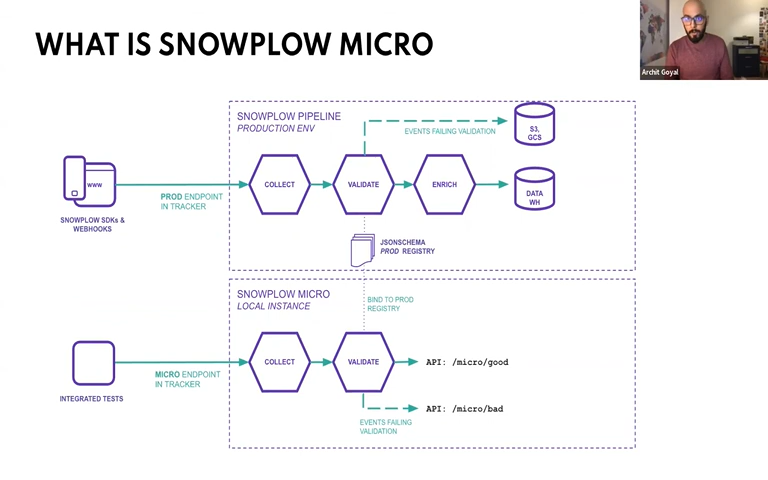 WHAT IS SNOWPLOW MICRO
Archit Goyal
SNOWPLOW PIPELINE
PRODUCTION ENV
EVENTS FAILING VALIDATION
S3,
GCS
WWW
COLLECT
VALIDATE
ENRICH
DATA
WH
PROD ENDPOINT
IN TRACKER
SNOWPLOW SDKs &
WEBHOOKS
JSONSCHEMA
PROD REGISTRY
SNOWPLOW MICRO
LOCAL INSTANCE
BIND TO PROD
REGISTRY
COLLECT
VALIDATE
API: /micro/good
MICRO ENDPOINT
IN TRACKER
INTEGRATED TESTS
API: /micro/bad
EVENTS FAILING
VALIDATION